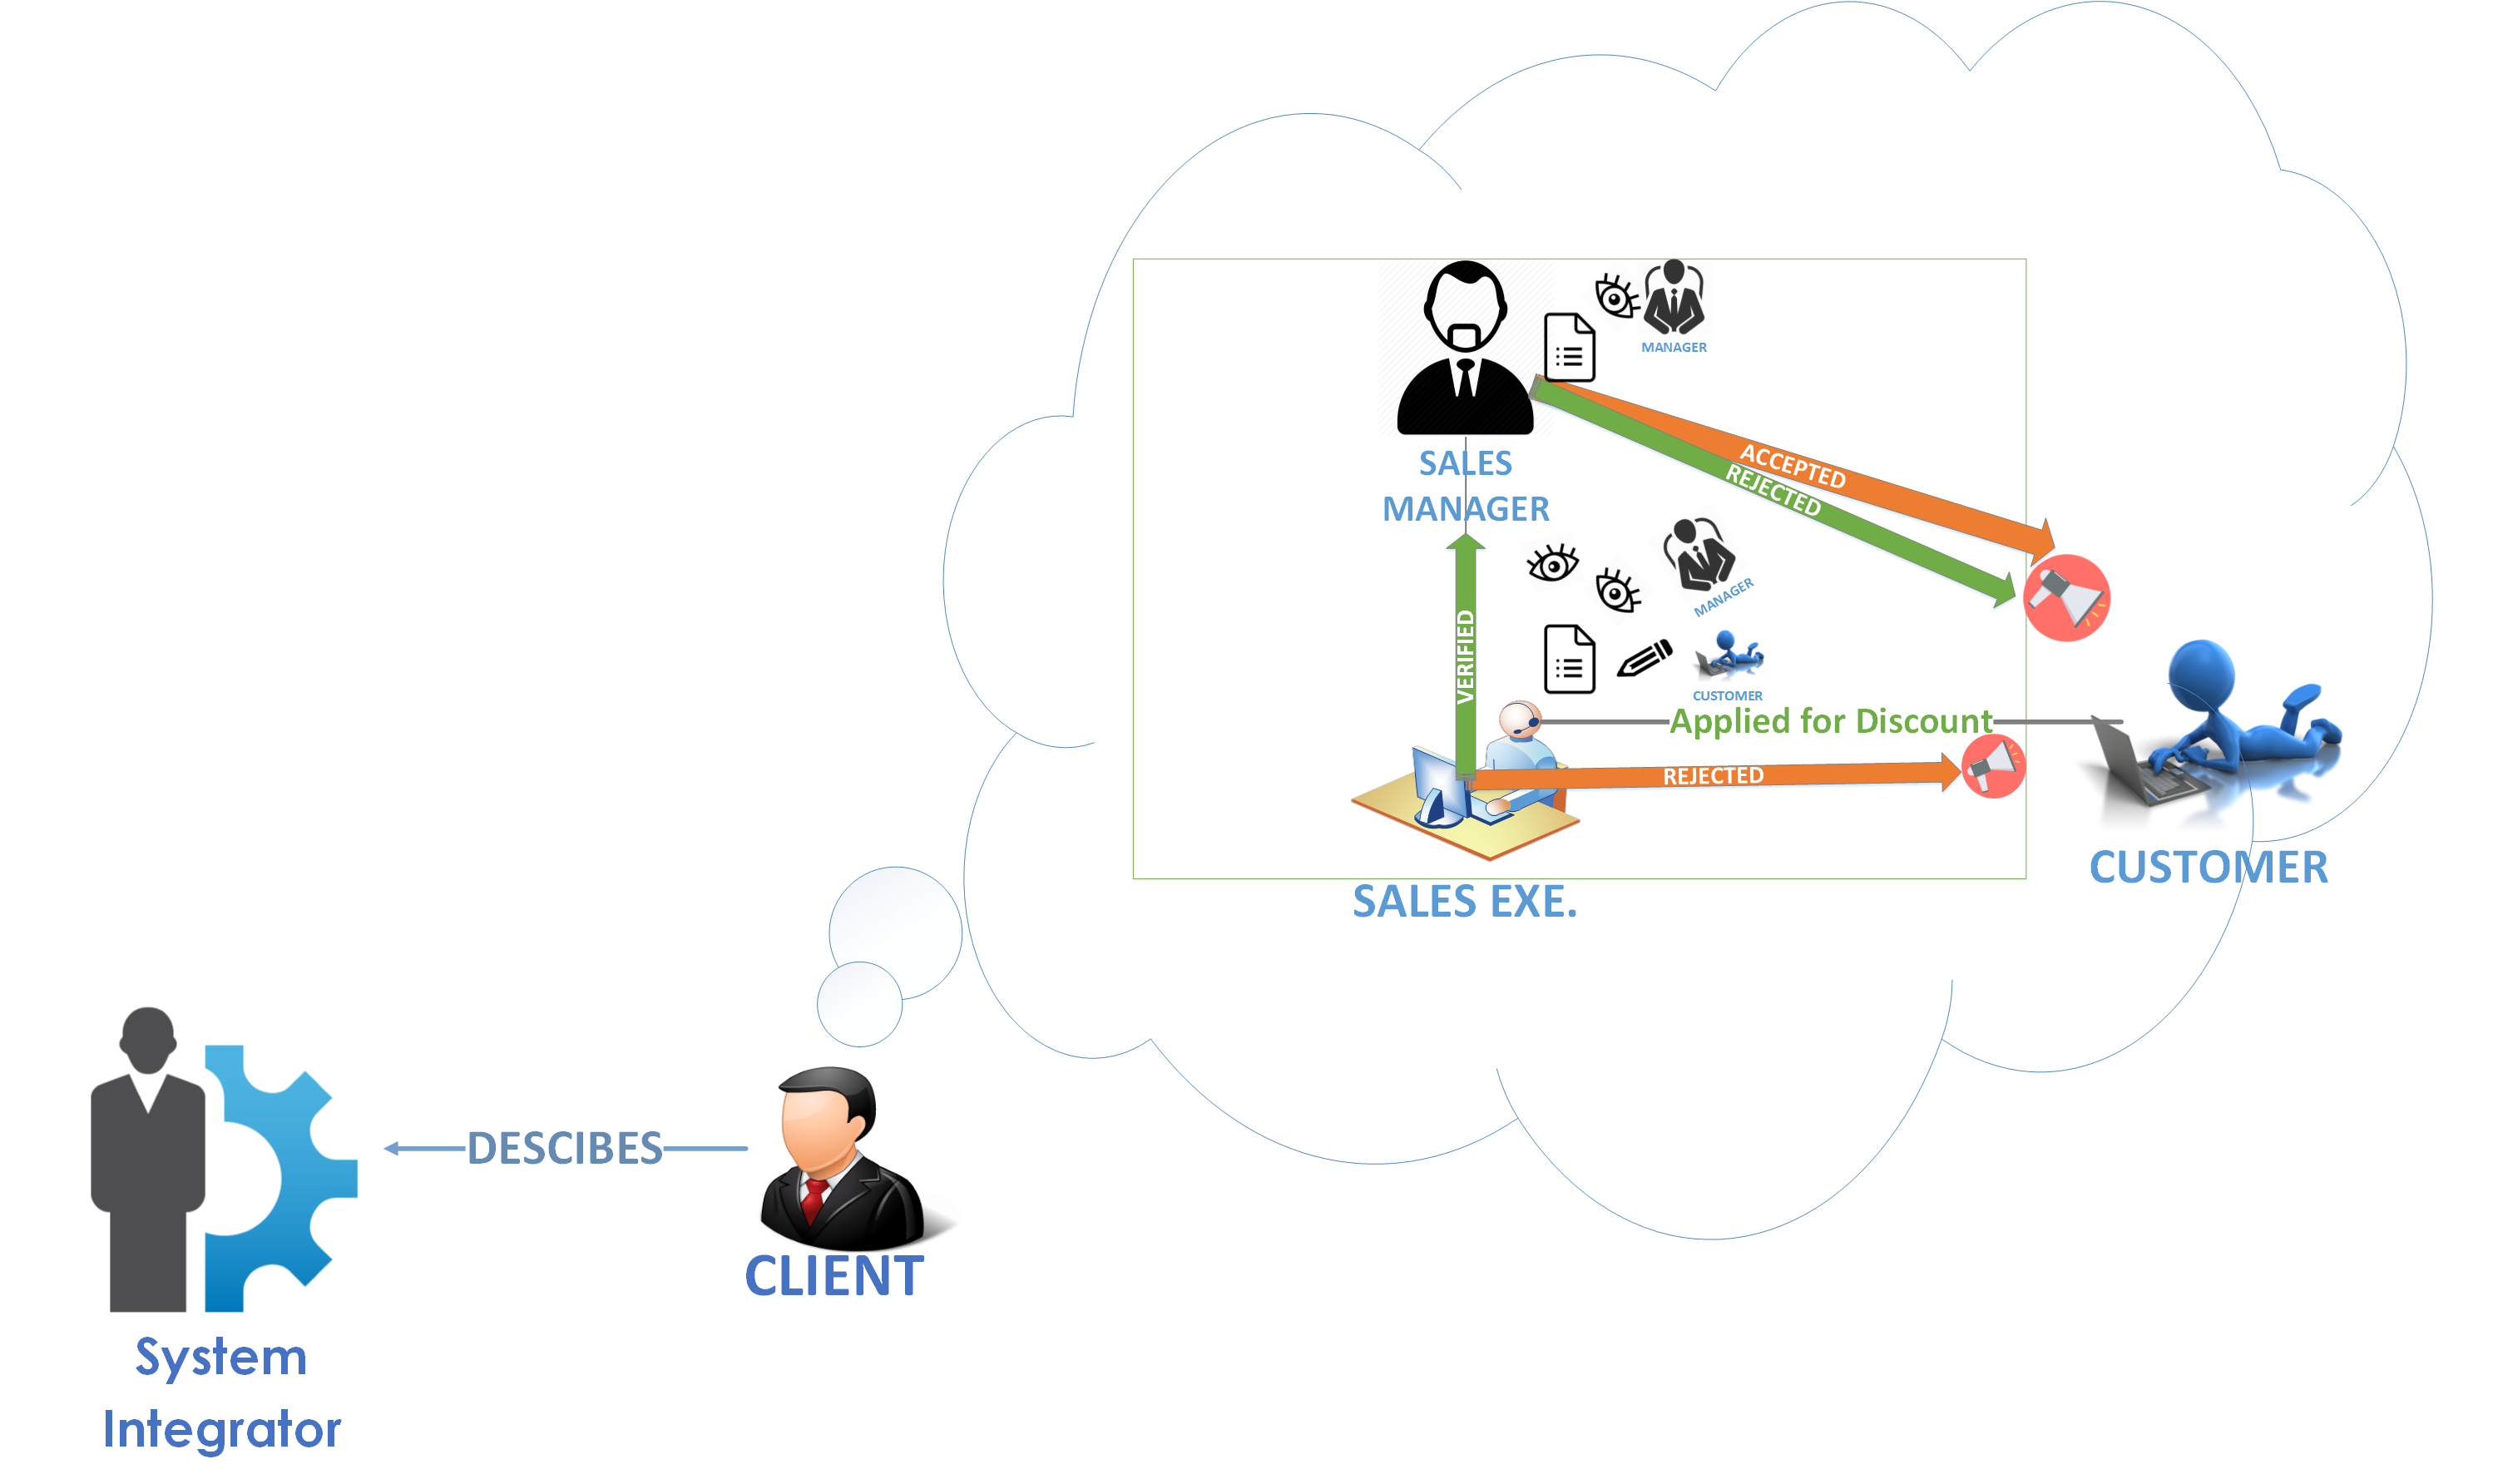 MANAGER
SALES
MANAGER
ACCEPTED
REJECTED
MANAGER
VERIFIED
CUSTOMER
Applied for Discount
REJECTED
CUSTOMER
SALES EXE.
DESCIBES
CLIENT
System
Integrator